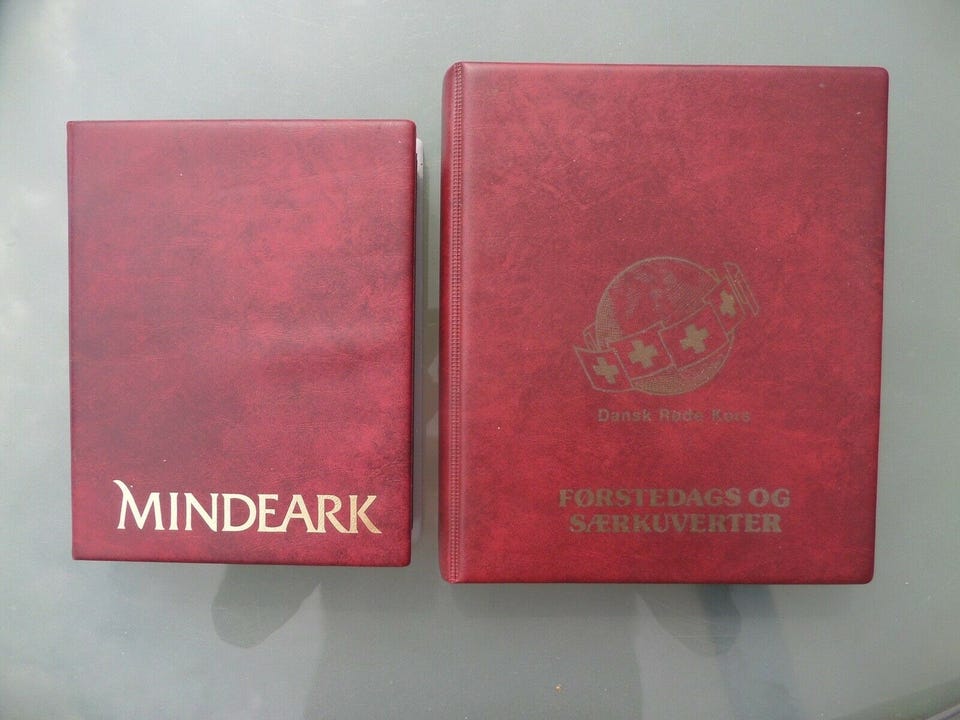 MINDEARK
Dansk Røde Kors
FØRSTEDAGS OG
SÆRKUVERTER